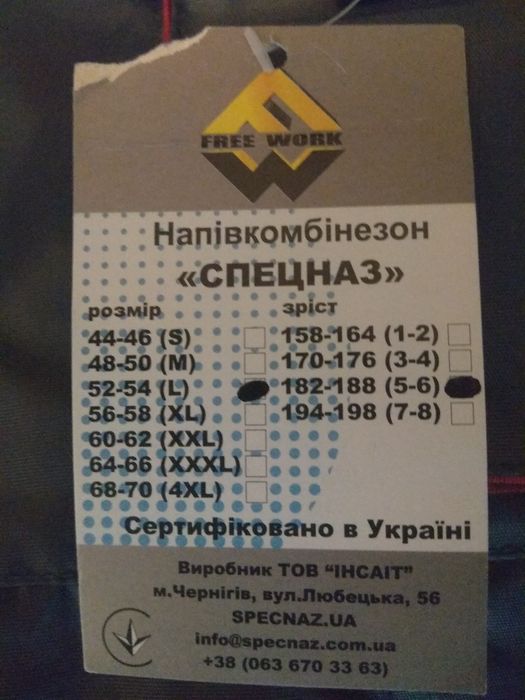 FREE WORK
Напівкомбінезон
«СПЕЦНАЗ»
розмір
44-46 (S)
48-50 (M)
52-54 (L)
56-58 (XL)
60-62 (XXL)
64-66 (XXXL)
68-70 (4XL)
зріст
158-164 (1-2)
170-176 (3-4)
182-188 (5-6)
194-198 (7-8)
Сертифіковано в Україні
Виробник ТОВ “ІНСАІТ”
м.Чернігів, вул.Любецька, 56
SPECNAZ.UA
info@specnaz.com.ua
+38 (063 670 33 63)